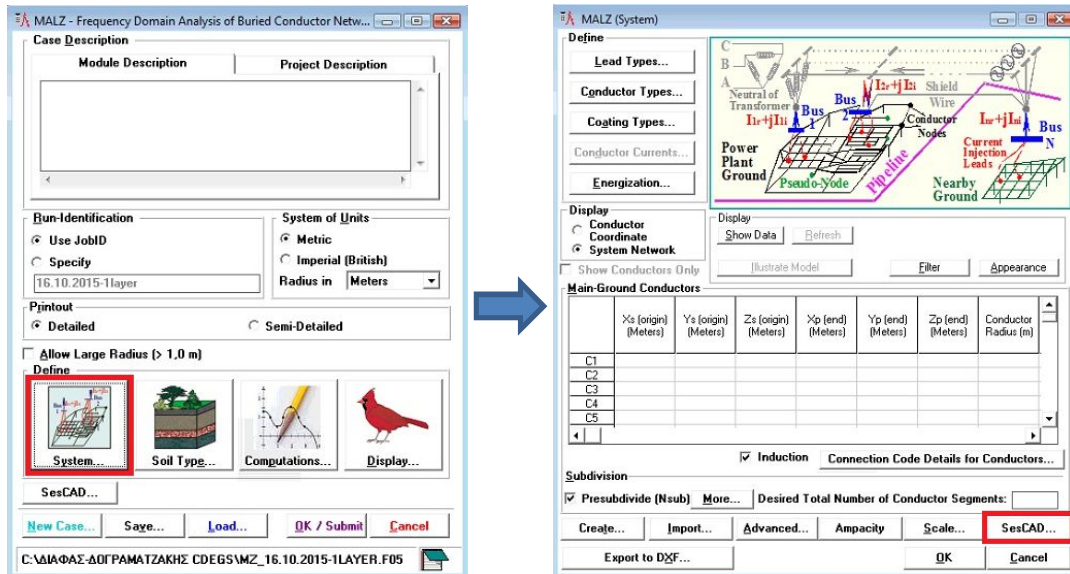 MALZ - Frequency Domain Analysis of Buried Conductor Netw...
Case Description
Module Description
Project Description
Run-Identification
Use JobID
Specify
16.10.2015-1layer
System of Units
Metric
Imperial (British)
Radius in Meters
Printout
Detailed
Semi-Detailed
Allow Large Radius (> 1,0 m)
Define
Bus
1
Bus
2
System...
Soil Type...
Computations...
Display...
SesCAD...
New Case...
Save...
Load...
OK / Submit
Cancel
C:\ΔΙΑΦΑΣ-ΔΟΓΡΑΜΑΤΖΑΚΗΣ CDEGS\MZ_16.10.2015-1LAYER.F05
MALZ (System)
Define
Lead Types...
Conductor Types...
Coating Types...
Conductor Currents...
Energization...
C
B
A
Neutral of
Transformer
I1r+jI1i
Bus
1
Bus
2
I2r+jI2i
Shield
Wire
Conductor
Nodes
Inr+jIni
Bus
N
Current
Injection
Leads
Power
Plant
Ground
Pseudo-Node
Pipeline
Nearby
Ground
Display
Conductor
Coordinate
System Network
Display
Show Data
Refresh
Show Conductors Only
Illustrate Model
Filter
Appearance
Main-Ground Conductors
Xs (origin) Ys (origin) Zs (origin) Xp (end) Yp (end) Zp (end) Conductor
(Meters) (Meters) (Meters) (Meters) (Meters) (Meters) Radius (m)
C1
C2
C3
C4
C5
Induction
Connection Code Details for Conductors...
Subdivision
Presubdivide (Nsub)
More...
Desired Total Number of Conductor Segments:
Create...
Import...
Advanced...
Ampacity
Scale...
SesCAD...
Export to DXF...
OK
Cancel